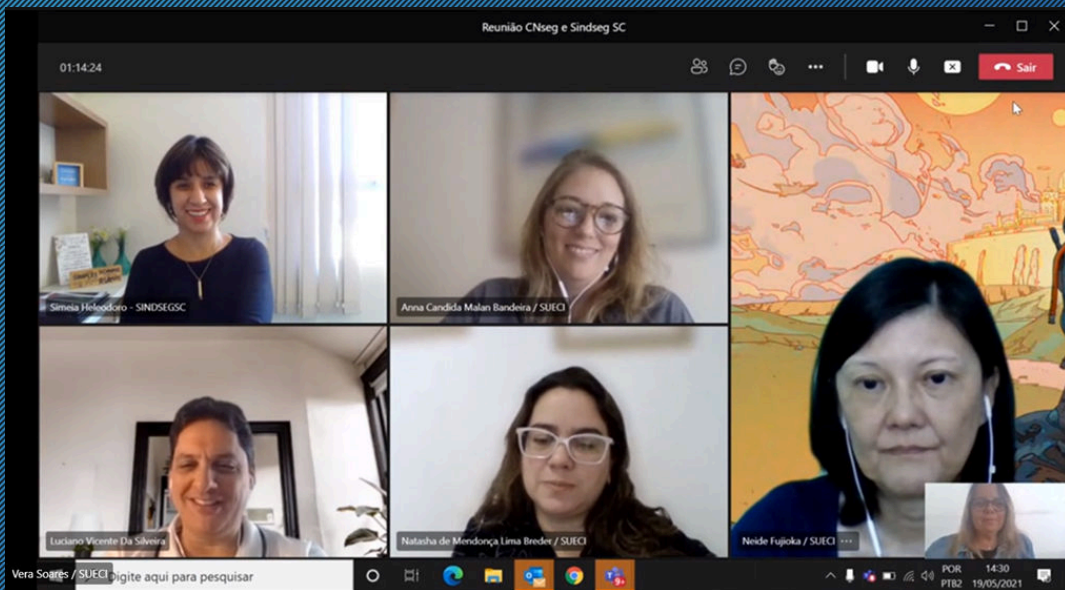 Reunião CNseg e Sindseg SC
01:14:24
Sair
Simeia Heleodoro - SINDSEGSC
Anna Candida Malan Bandeira / SUECI
Luciano Vicente Da Silveira
Natasha de Mendonça Lima Breder / SUECI
Neide Fujioka / SUECI
Vera Soares / SUECI
Digite aqui para pesquisar
9+
POR
PTB2
14:30
19/05/2021